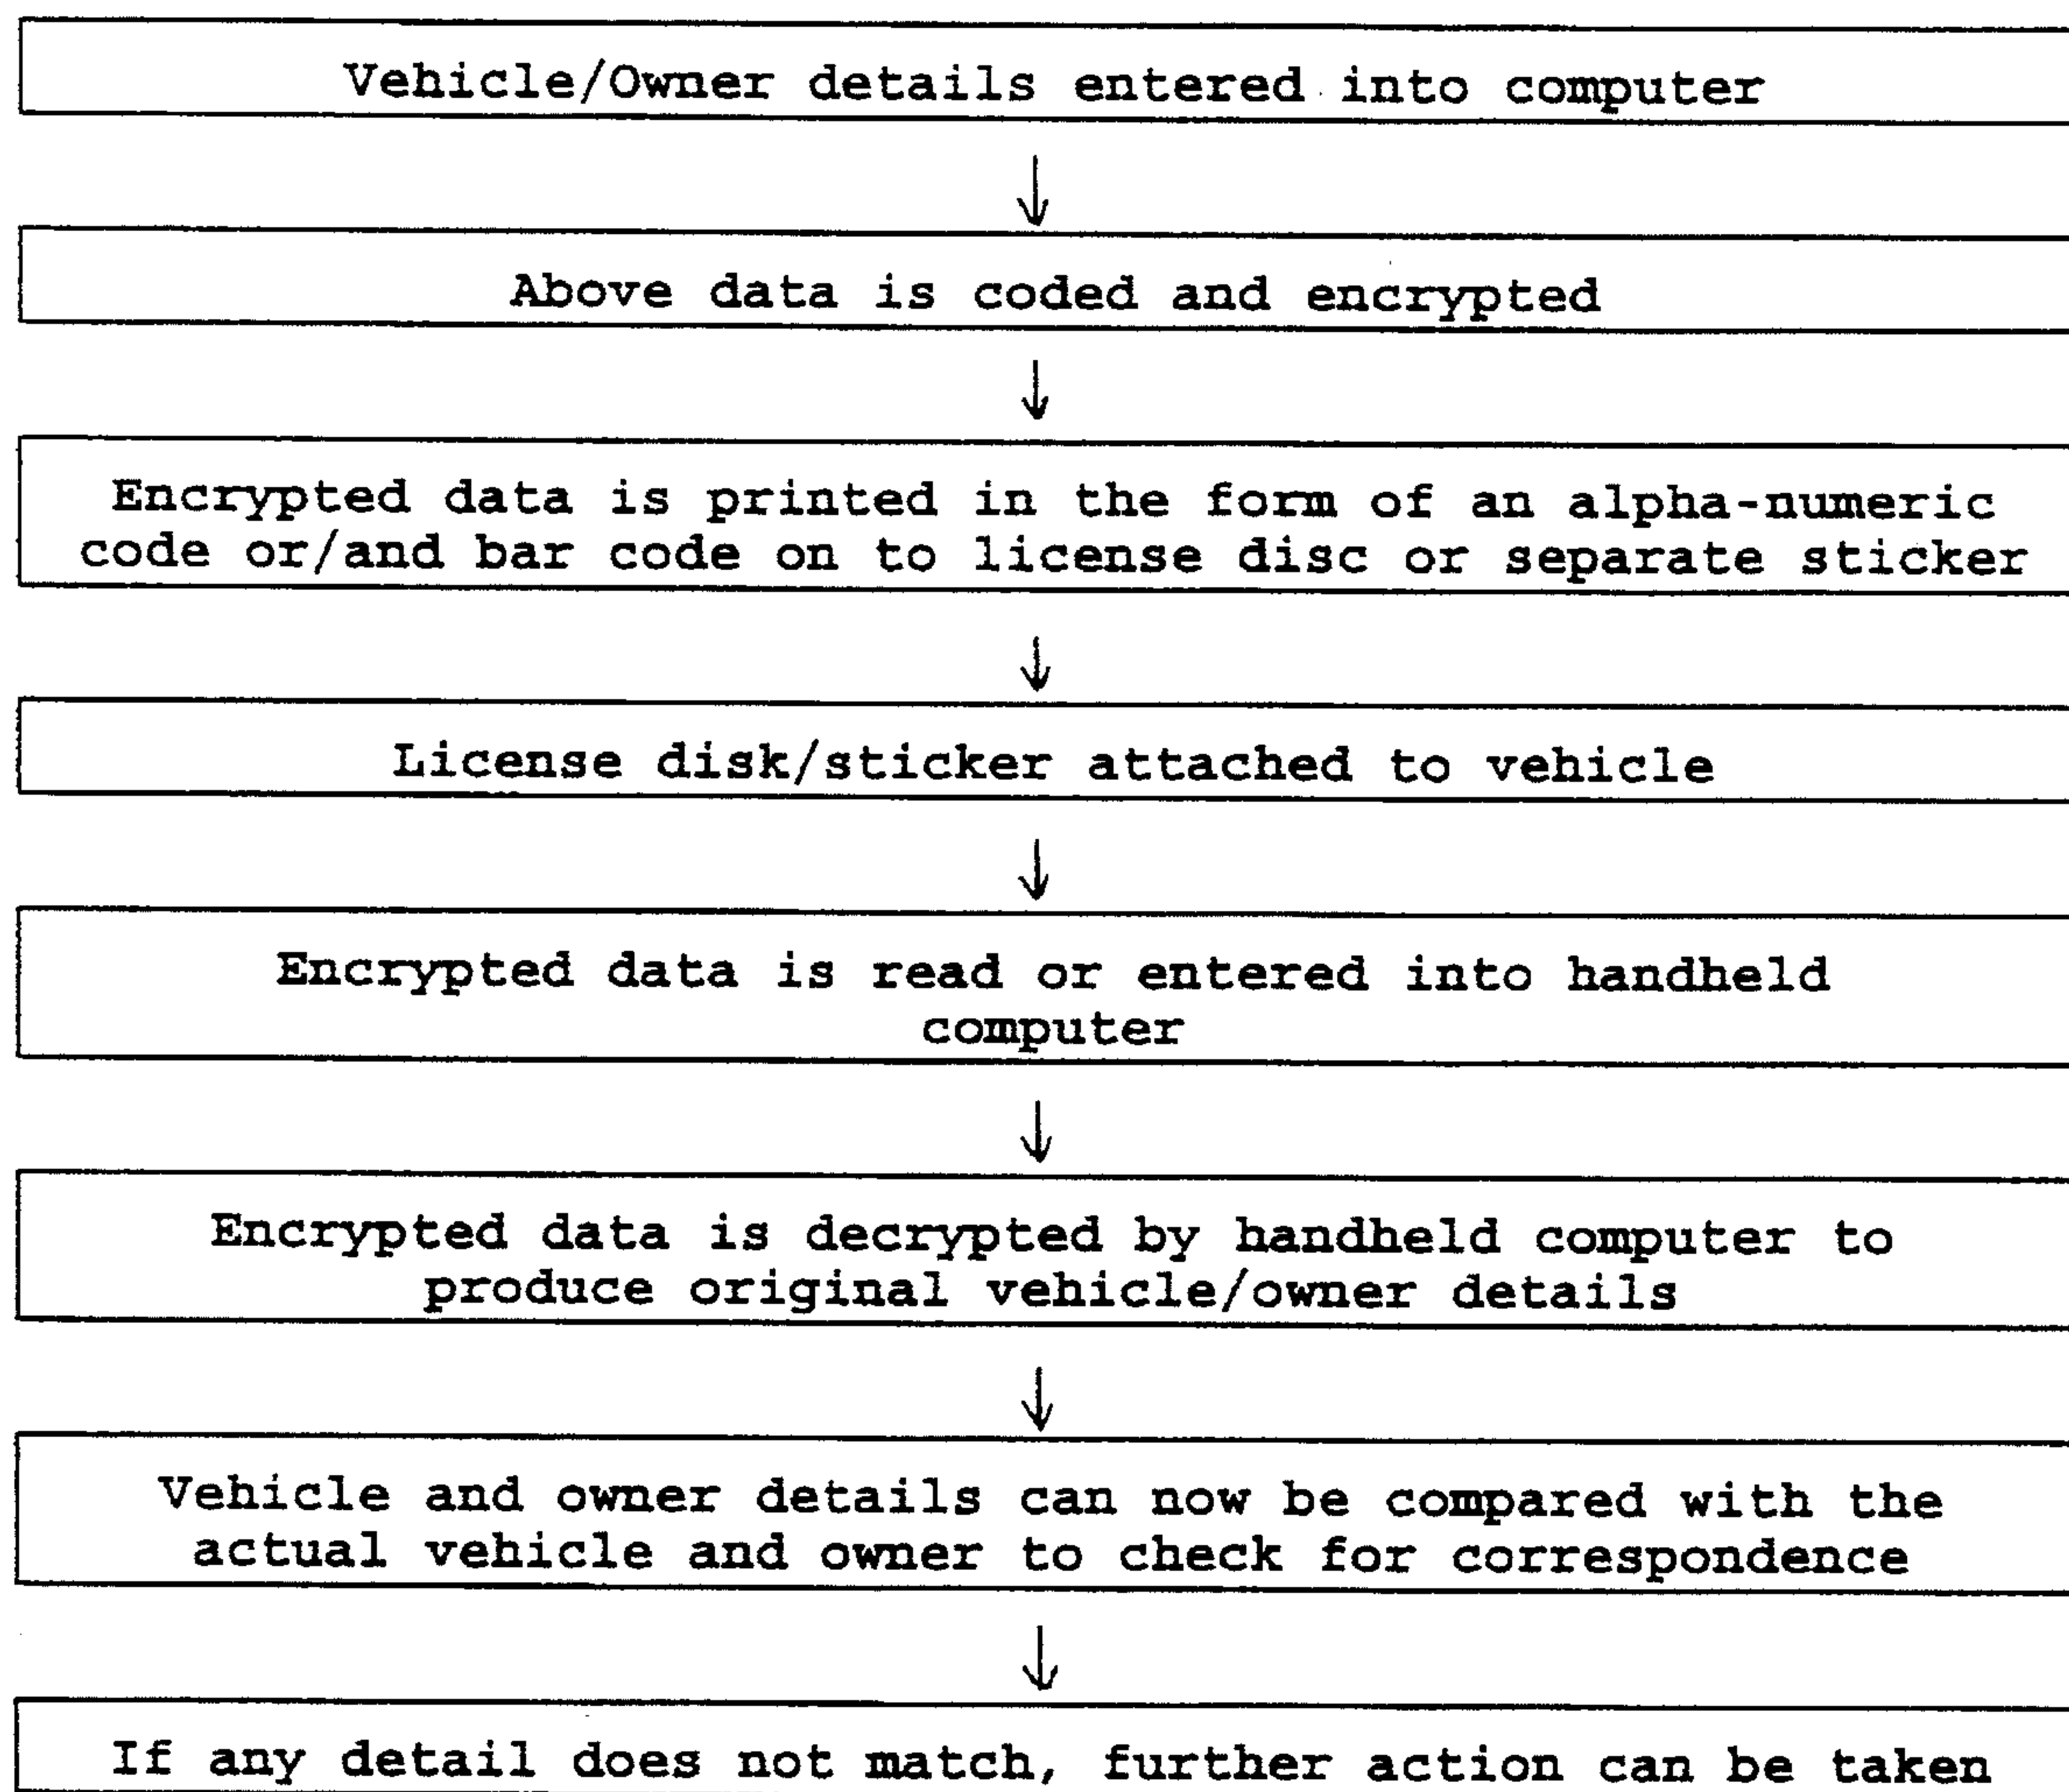 Vehicle/Owner details entered into computer
Above data is coded and encrypted
Encrypted data is printed in the form of an alpha-numeric
code or/and bar code on to license disc or separate sticker
License disk/sticker attached to vehicle
Encrypted data is read or entered into handheld
computer
Encrypted data is decrypted by handheld computer to
produce original vehicle/owner details
Vehicle and owner details can now be compared with the
actual vehicle and owner to check for correspondence
If any detail does not match, further action can be taken